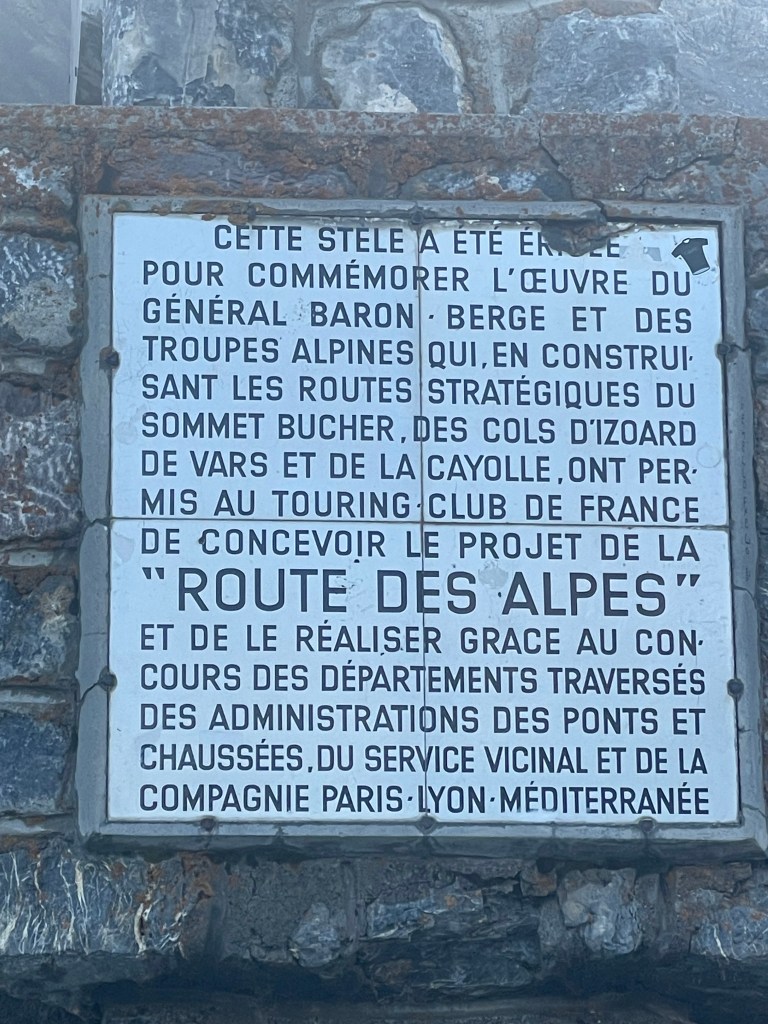 CETTE STÈLE A ÉTÉ ÉRIGÉE
POUR COMMÉMORER L'ŒUVRE DU
GÉNÉRAL BARON · BERGE ET DES
TROUPES ALPINES QUI, EN CONSTRUI-
SANT LES ROUTES STRATÉGIQUES DU
SOMMET BUCHER, DES COLS D'IZOARD
DE VARS ET DE LA CAYOLLE, ONT PER-
MIS AU TOURING-CLUB DE FRANCE
DE CONCEVOIR LE PROJET DE LA
"ROUTE DES ALPES"
ET DE LE RÉALISER GRACE AU CON-
COURS DES DÉPARTEMENTS TRAVERSÉS
DES ADMINISTRATIONS DES PONTS ET
CHAUSSÉES, DU SERVICE VICINAL ET DE LA
COMPAGNIE PARIS-LYON-MÉDITERRANÉE